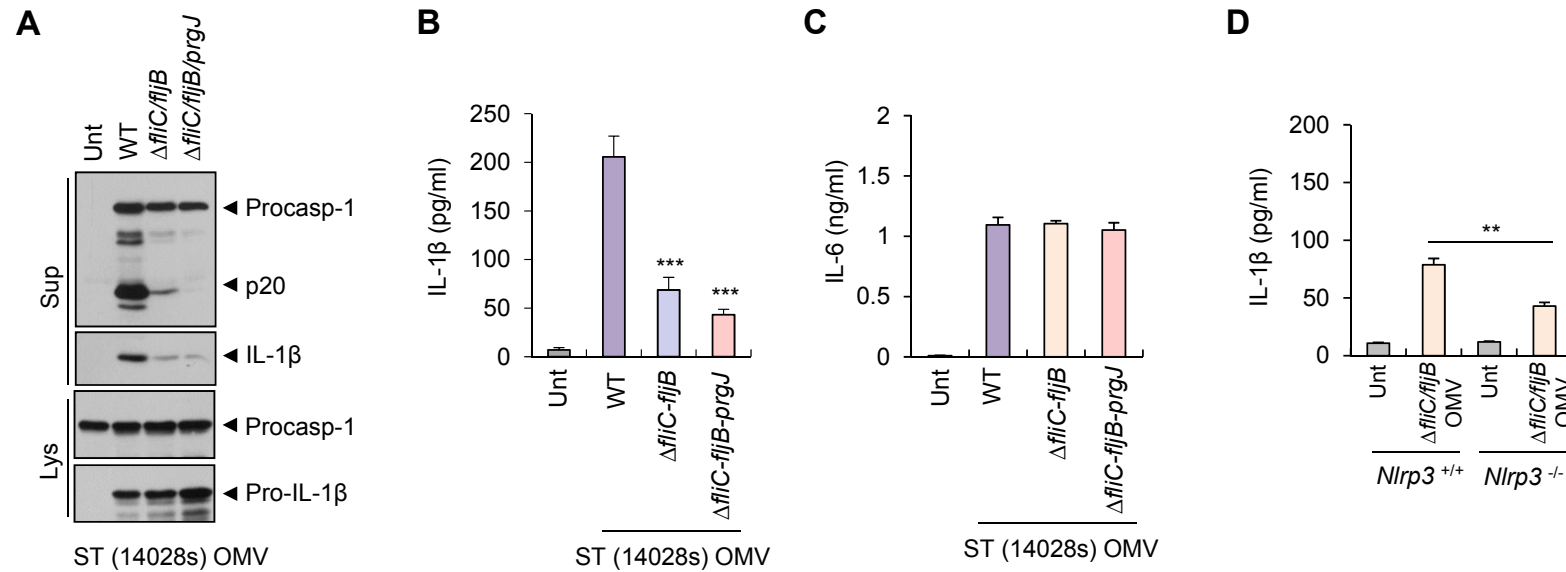 A
Unt
WT
ΔfliC/fljB
ΔfliC/fljB/prgJ
Sup
Procasp-1
p20
IL-1β
Lys
Procasp-1
Pro-IL-1β
ST (14028s) OMV
B
IL-1β (pg/ml)
250
200
150
100
50
0
***
***
Unt
WT
ΔfliC-fljB
ΔfliC-fljB-prgJ
ST (14028s) OMV
C
IL-6 (ng/ml)
2
1.5
1
0.5
0
Unt
WT
ΔfliC-fljB
ΔfliC-fljB-prgJ
ST (14028s) OMV
D
IL-1β (pg/ml)
200
150
100
50
0
**
Unt
ΔfliC/fljB
OMV
Unt
ΔfliC/fljB
OMV
Nlrp3 +/+
Nlrp3 -/-